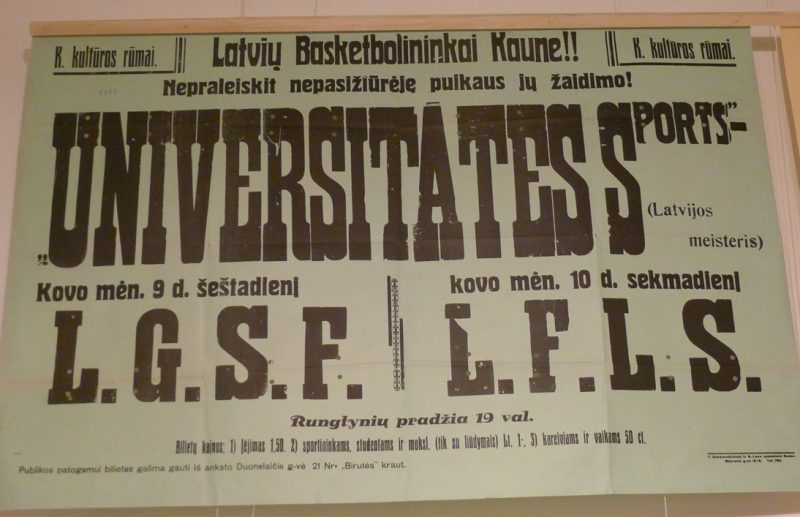 K. kultūros rūmai.
Latvių Basketbolininkai Kaune!!
K. kultūros rūmai.
Nepraleiskit nepasižiūrėję puikaus jų žaidimo!
„UNIVERSITĀTES SPORTS”–
(Latvijos
meisteris)
Kovo mėn. 9 d. šeštadienį
kovo mėn. 10 d. sekmadienį
L.G.S.F.
L.F.L.S.
Rungtynių pradžia 19 val.
Bilietų kainos: 1) Įėjimas 1,50, 2) sportininkams, studentams ir moksl. (tik su liūdymais) Lt. 1-, 3) kareiviams ir vaikams 50 ct.
Publikos patogumui bilietas galima gauti iš anksto Duonelaičio g-vė 21 Nr. „Birutės” kraut.